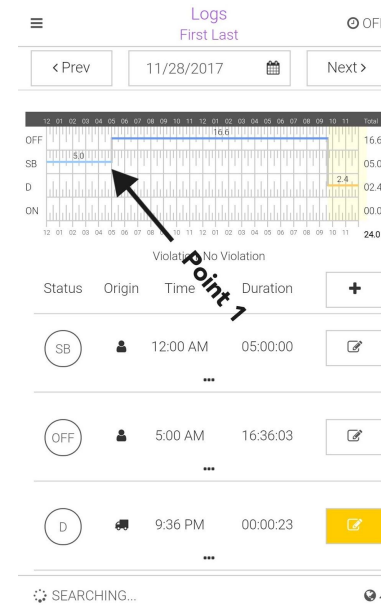 Logs
First Last
OFF
< Prev
11/28/2017
Next >
12 01 02 03 04 05 06 07 08 09 10 11 12 01 02 03 04 05 06 07 08 09 10 11 Total
OFF 16.6 16.6
SB 5.0 05.0
D 2.4 02.4
ON 00.0
12 01 02 03 04 05 06 07 08 09 10 11 12 01 02 03 04 05 06 07 08 09 10 11 24.0
Violation: No Violation
Point 1
Status Origin Time Duration
SB 12:00 AM 05:00:00
OFF 5:00 AM 16:36:03
D 9:36 PM 00:00:23
SEARCHING...